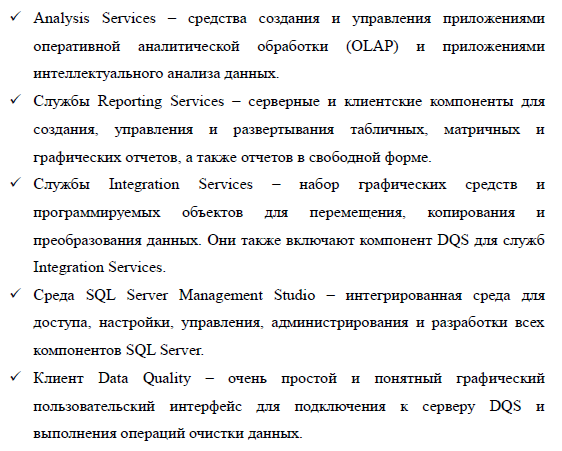 ✓ Analysis Services – средства создания и управления приложениями
оперативной аналитической обработки (OLAP) и приложениями
интеллектуального анализа данных.
✓ Службы Reporting Services – серверные и клиентские компоненты для
создания, управления и развертывания табличных, матричных и
графических отчетов, а также отчетов в свободной форме.
✓ Службы Integration Services – набор графических средств и
программируемых объектов для перемещения, копирования и
преобразования данных. Они также включают компонент DQS для служб
Integration Services.
✓ Среда SQL Server Management Studio – интегрированная среда для
доступа, настройки, управления, администрирования и разработки всех
компонентов SQL Server.
✓ Клиент Data Quality – очень простой и понятный графический
пользовательский интерфейс для подключения к серверу DQS и
выполнения операций очистки данных.